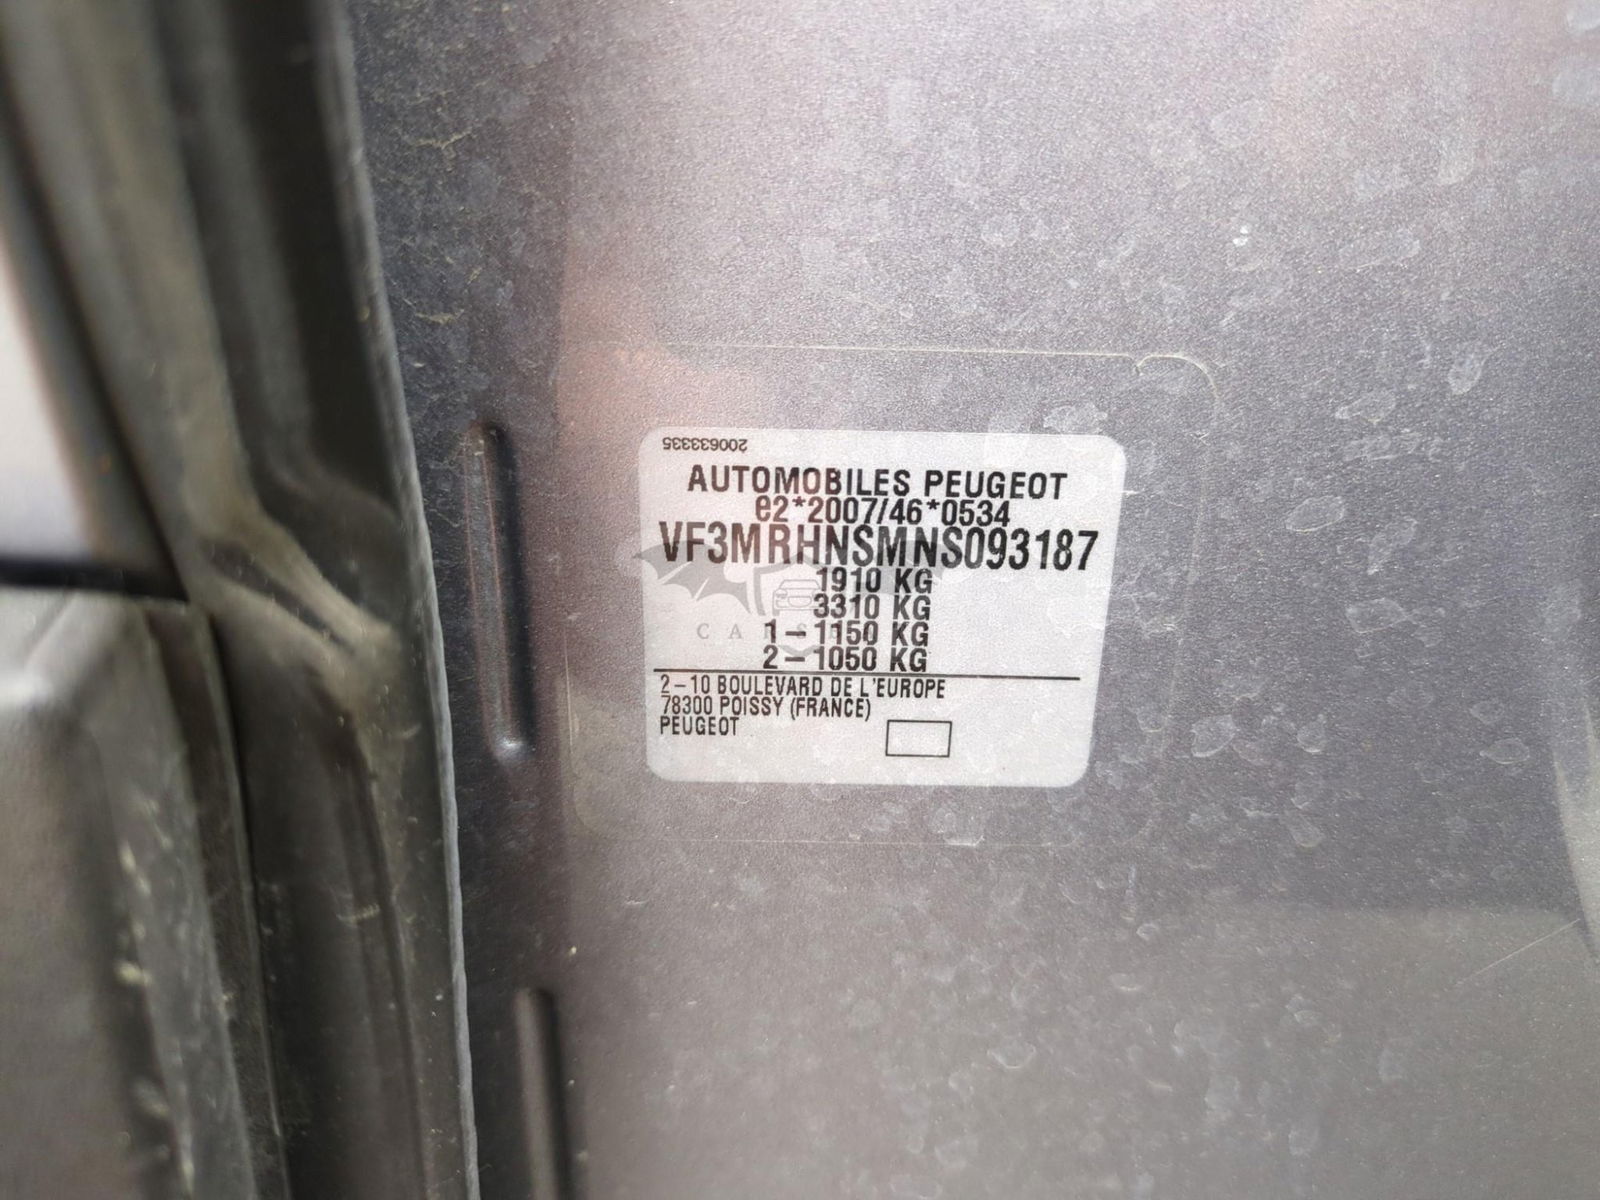 200633335
AUTOMOBILES PEUGEOT
e2*2007/46*0534
VF3MRHNSMNS093187
1910 KG
3310 KG
1-1150 KG
2-1050 KG
2-10 BOULEVARD DE L'EUROPE
78300 POISSY (FRANCE)
PEUGEOT